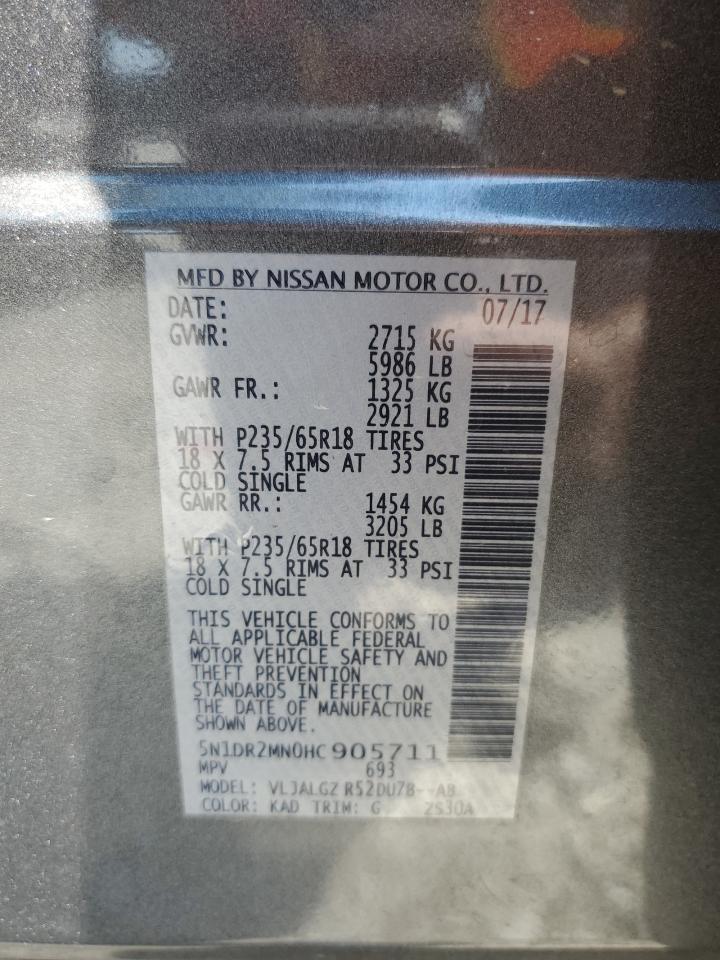 MFD BY NISSAN MOTOR CO., LTD.
DATE: 07/17
GVWR: 2715 KG
5986 LB
GAWR FR.: 1325 KG
2921 LB
WITH P235/65R18 TIRES
18 X 7.5 RIMS AT 33 PSI
COLD SINGLE
GAWR RR.: 1454 KG
3205 LB
WITH P235/65R18 TIRES
18 X 7.5 RIMS AT 33 PSI
COLD SINGLE
THIS VEHICLE CONFORMS TO
ALL APPLICABLE FEDERAL
MOTOR VEHICLE SAFETY AND
THEFT PREVENTION
STANDARDS IN EFFECT ON
THE DATE OF MANUFACTURE
SHOWN ABOVE.
5N1DR2MN0HC905711
MPV 693
MODEL: VLJALGZ R52DUZB--AB
COLOR: KAD TRIM: G 2S30A